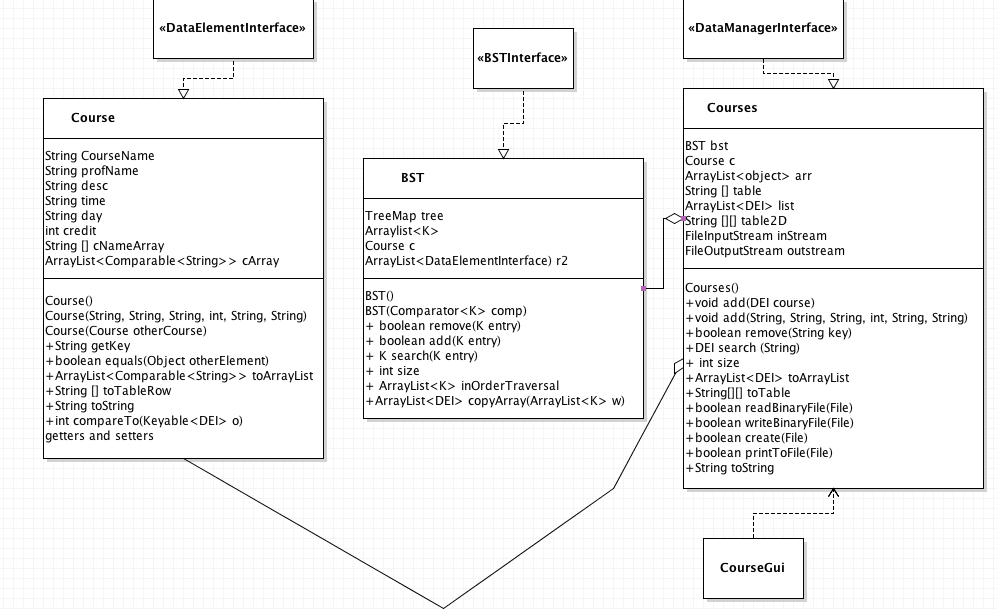 «DataElementInterface»
«BSTInterface»
«DataManagerInterface»
Course
String CourseName
String profName
String desc
String time
String day
int credit
String [] cNameArray
ArrayList<Comparable<String>> cArray
Course()
Course(String, String, String, int, String, String)
Course(Course otherCourse)
+String getKey
+boolean equals(Object otherElement)
+ArrayList<Comparable<String>> toArrayList
+String [] toTableRow
+String toString
+int compareTo(Keyable<DEI> o)
getters and setters
BST
TreeMap tree
Arraylist<K>
Course c
ArrayList<DataElementInterface) r2
BST()
BST(Comparator<K> comp)
+ boolean remove(K entry)
+ boolean add(K entry)
+ K search(K entry)
+ int size
+ ArrayList<K> inOrderTraversal
+ArrayList<DEI> copyArray(ArrayList<K> w)
Courses
BST bst
Course c
ArrayList<object> arr
String [] table
ArrayList<DEI> list
String [][] table2D
FileInputStream inStream
FileOutputStream outstream
Courses()
+void add(DEI course)
+void add(String, String, String, int, String, String)
+boolean remove(String key)
+DEI search (String)
+ int size
+ArrayList<DEI> toArrayList
+String[][] toTable
+boolean readBinaryFile(File)
+boolean writeBinaryFile(File)
+boolean create(File)
+boolean printToFile(File)
+String toString
CourseGui